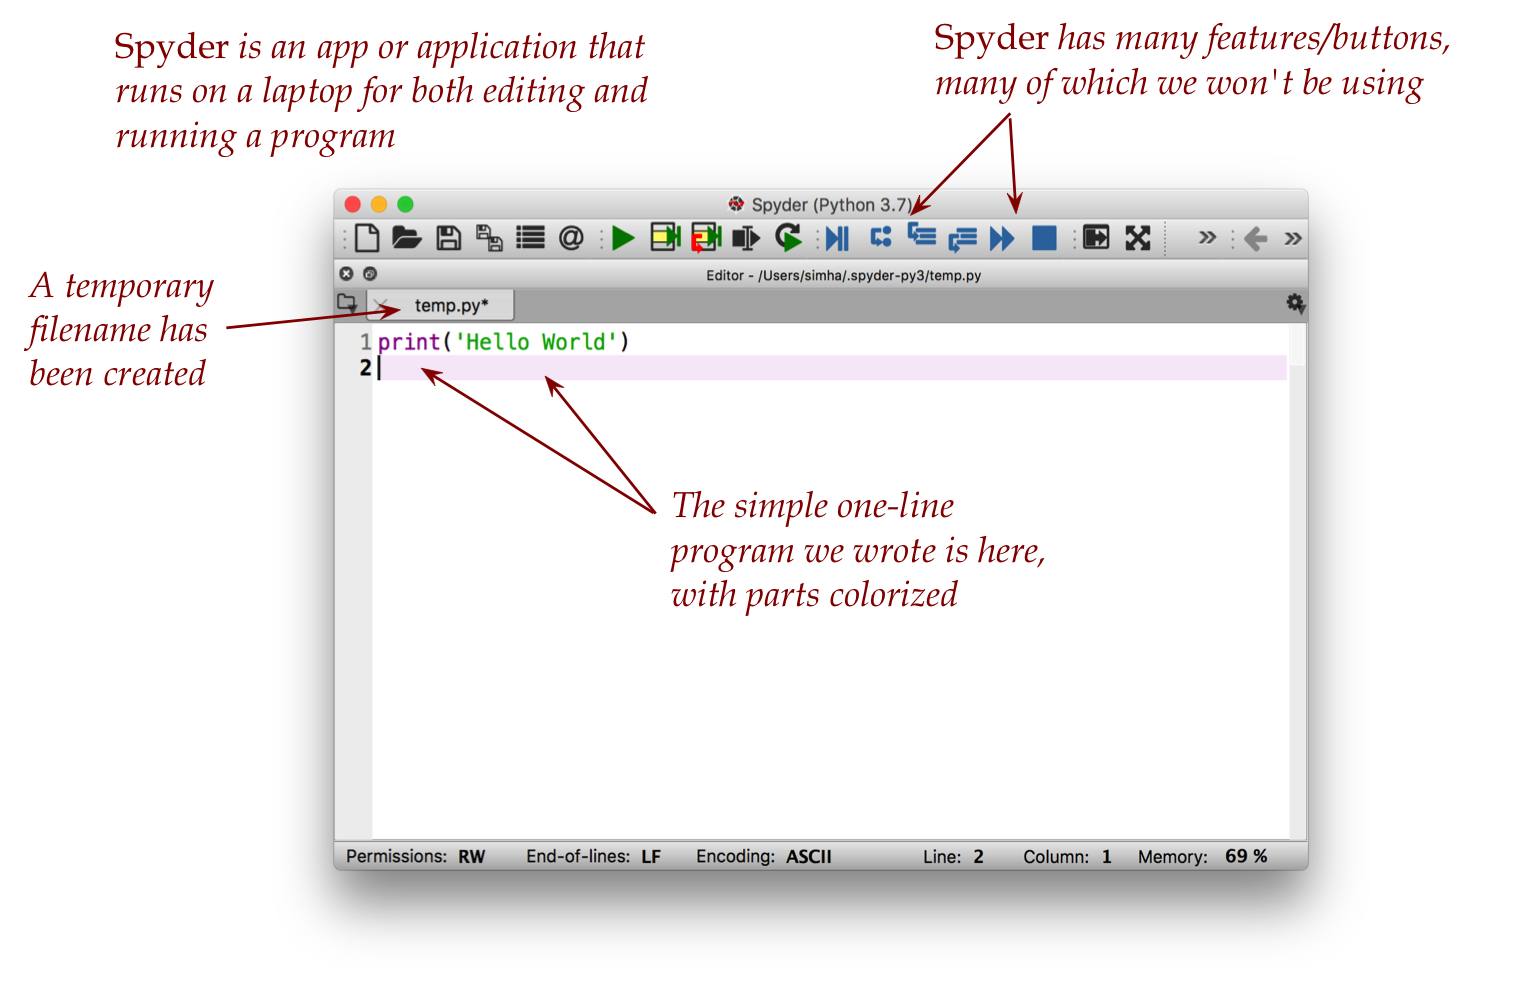 Spyder is an app or application that
runs on a laptop for both editing and
running a program
Spyder has many features/buttons,
many of which we won't be using
Spyder (Python 3.7)
@
Editor - /Users/simha/.spyder-py3/temp.py
A temporary
filename has
been created
temp.py*
1 print('Hello World')
2
The simple one-line
program we wrote is here,
with parts colorized
Permissions: RW End-of-lines: LF Encoding: ASCII Line: 2 Column: 1 Memory: 69 %